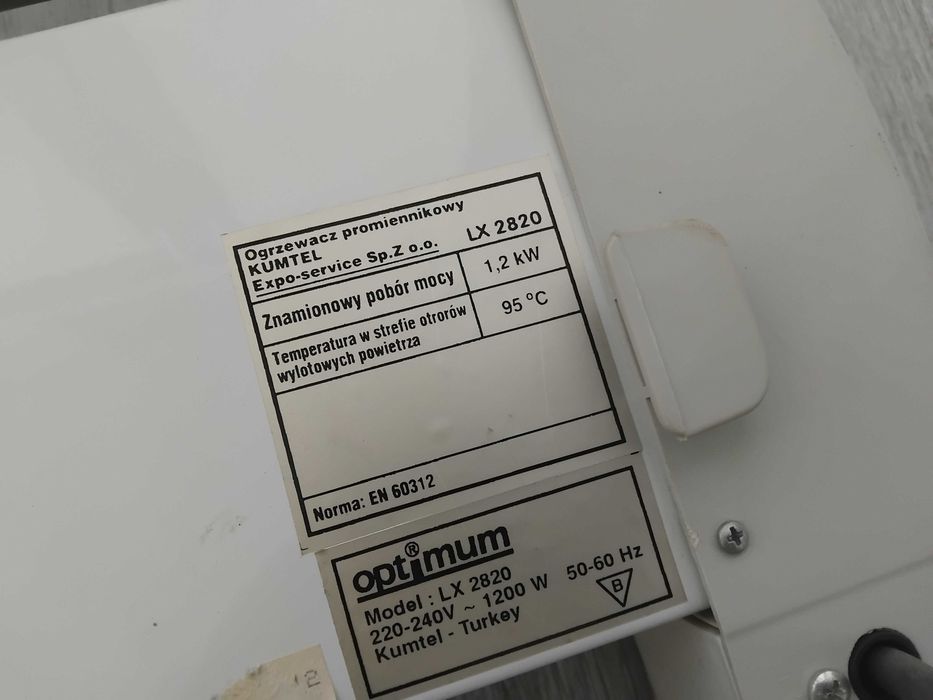 Ogrzewacz promiennikowy
KUMTEL
Expo-service Sp.Z o.o. LX 2820
Znamionowy pobór mocy 1,2 kW
Temperatura w strefie otrorów 95 °C
wylotowych powietrza
Norma: EN 60312
optimum®
Model : LX 2820
220-240V ~ 1200 W 50-60 Hz
Kumtel - Turkey B
12